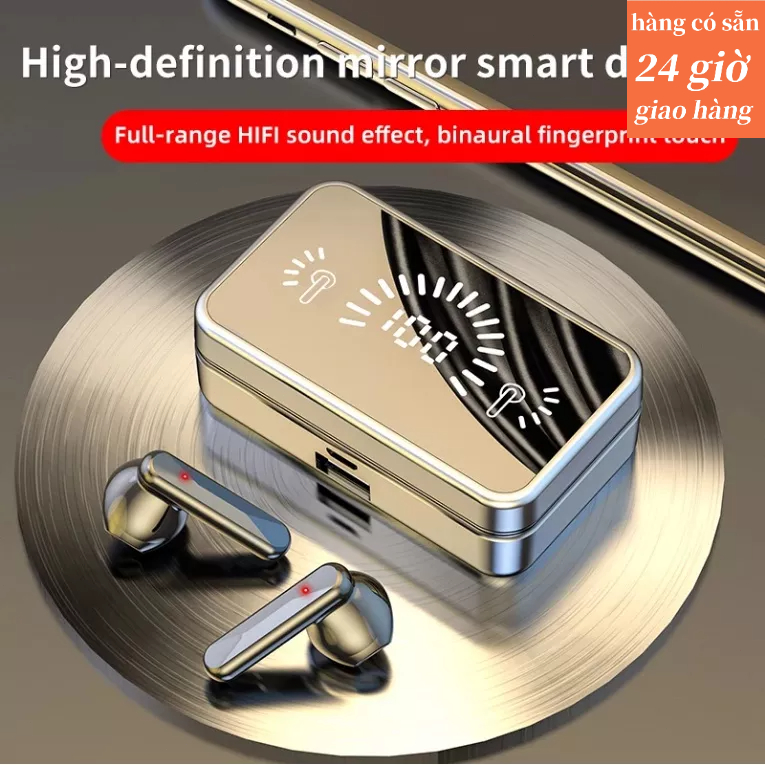 High-definition mirror smart d
hàng có sẵn
24 giờ
giao hàng
Full-range HIFI sound effect, binaural fingerprint touch
100